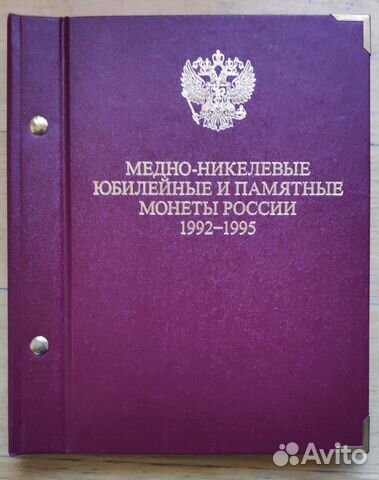 МЕДНО-НИКЕЛЕВЫЕ
ЮБИЛЕЙНЫЕ И ПАМЯТНЫЕ
МОНЕТЫ РОССИИ
1992–1995
Avito